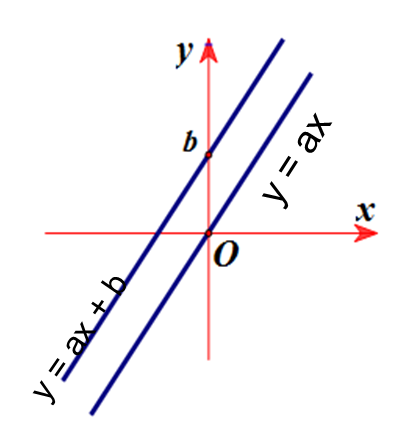 y
b
y = ax
x
O
y = ax + b